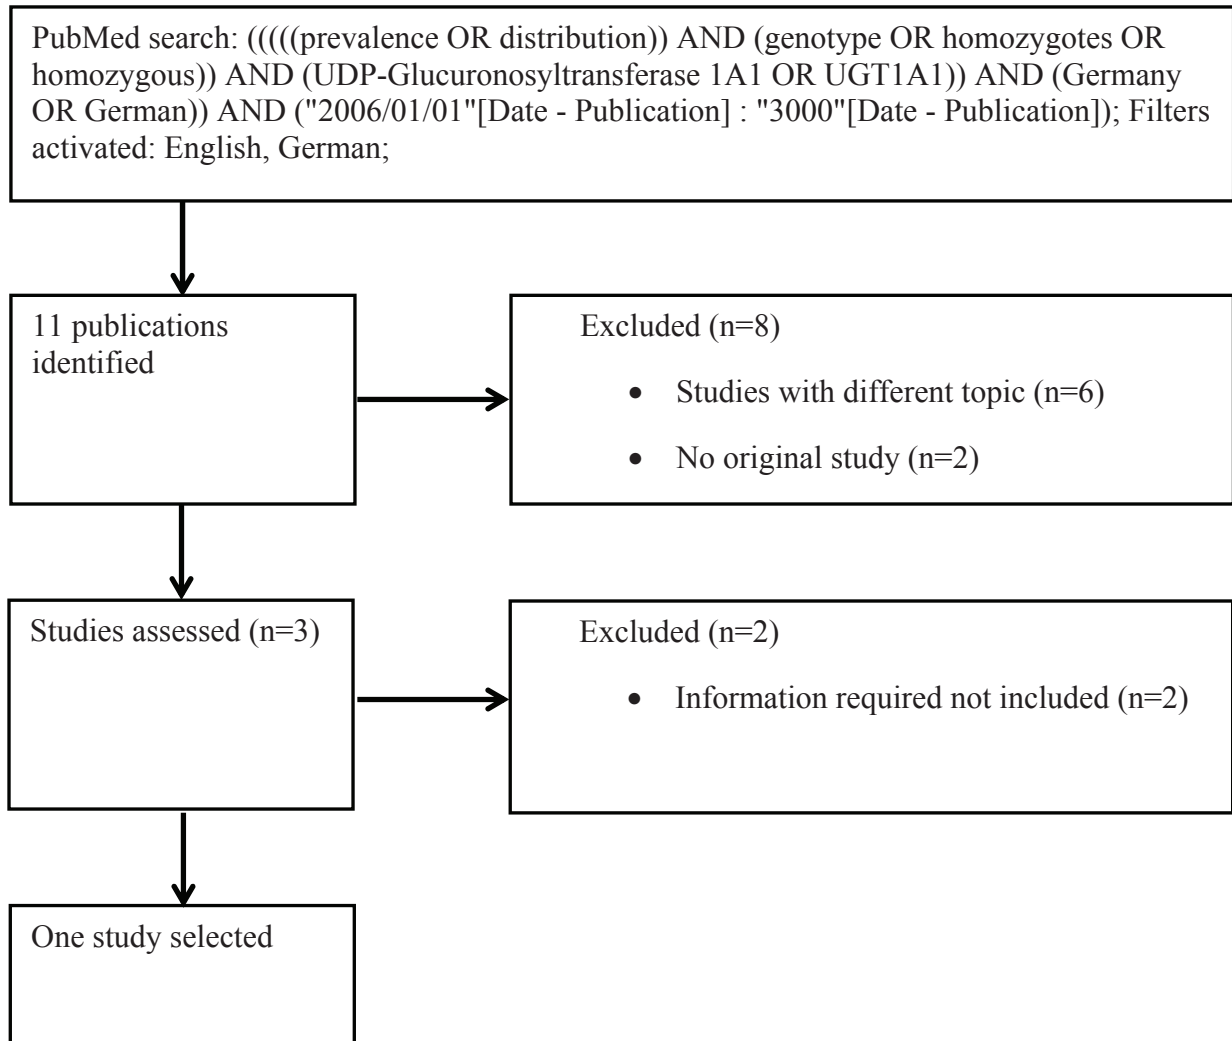 PubMed search: (((((prevalence OR distribution)) AND (genotype OR homozygotes OR
homozygous)) AND (UDP-Glucuronosyltransferase 1A1 OR UGT1A1)) AND (Germany
OR German)) AND ("2006/01/01"[Date - Publication] : "3000"[Date - Publication]); Filters
activated: English, German;
11 publications
identified
Excluded (n=8)
• Studies with different topic (n=6)
• No original study (n=2)
Studies assessed (n=3)
Excluded (n=2)
• Information required not included (n=2)
One study selected